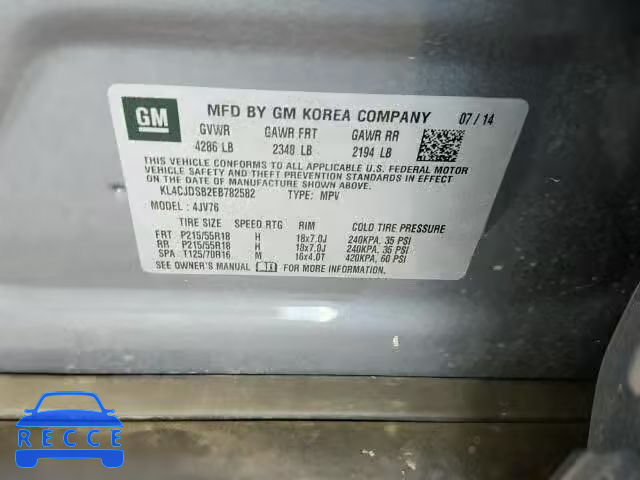 GM
MFD BY GM KOREA COMPANY 07/14
GVWR GAWR FRT GAWR RR
4286 LB 2348 LB 2194 LB
THIS VEHICLE CONFORMS TO ALL APPLICABLE U.S. FEDERAL MOTOR
VEHICLE SAFETY AND THEFT PREVENTION STANDARDS IN EFFECT
ON THE DATE OF MANUFACTURE SHOWN ABOVE.
KL4CJDSB2EB782582 TYPE: MPV
MODEL: 4JV76
TIRE SIZE SPEED RTG RIM COLD TIRE PRESSURE
FRT P215/55R18 H 18x7.0J 240KPA, 35 PSI
RR P215/55R18 H 18x7.0J 240KPA, 35 PSI
SPA T125/70R16 M 16x4.0T 420KPA, 60 PSI
SEE OWNER'S MANUAL FOR MORE INFORMATION.
RECCE